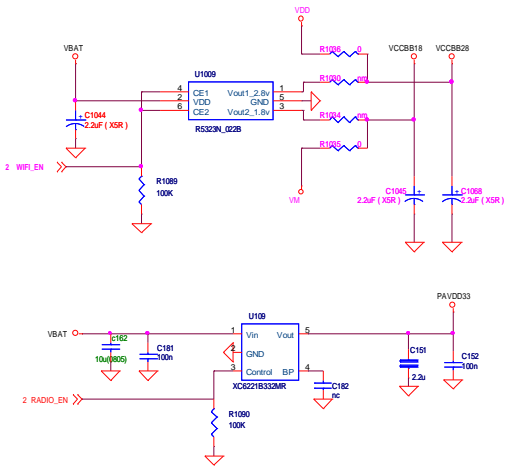 VDD
VBAT
U1009
R1036 0
VCCBB18
VCCBB28
4 CE1 Vout1_2.8v 1
R1030 nm
2 VDD GND 5
6 CE2 Vout2_1.8v 3
R1034 nm
C1044
2.2uF ( X5R )
R5323N_022B
R1035 0
2 WIFI_EN
R1089
100K
VM
C1045
2.2uF ( X5R )
C1068
2.2uF ( X5R )
PAVDD33
U109
VBAT
c162
10u(0805)
C181
100n
1 Vin Vout 5
2 GND
3 Control BP 4
XC6221B332MR
C151
2.2u
C152
100n
C182
nc
2 RADIO_EN
R1090
100K